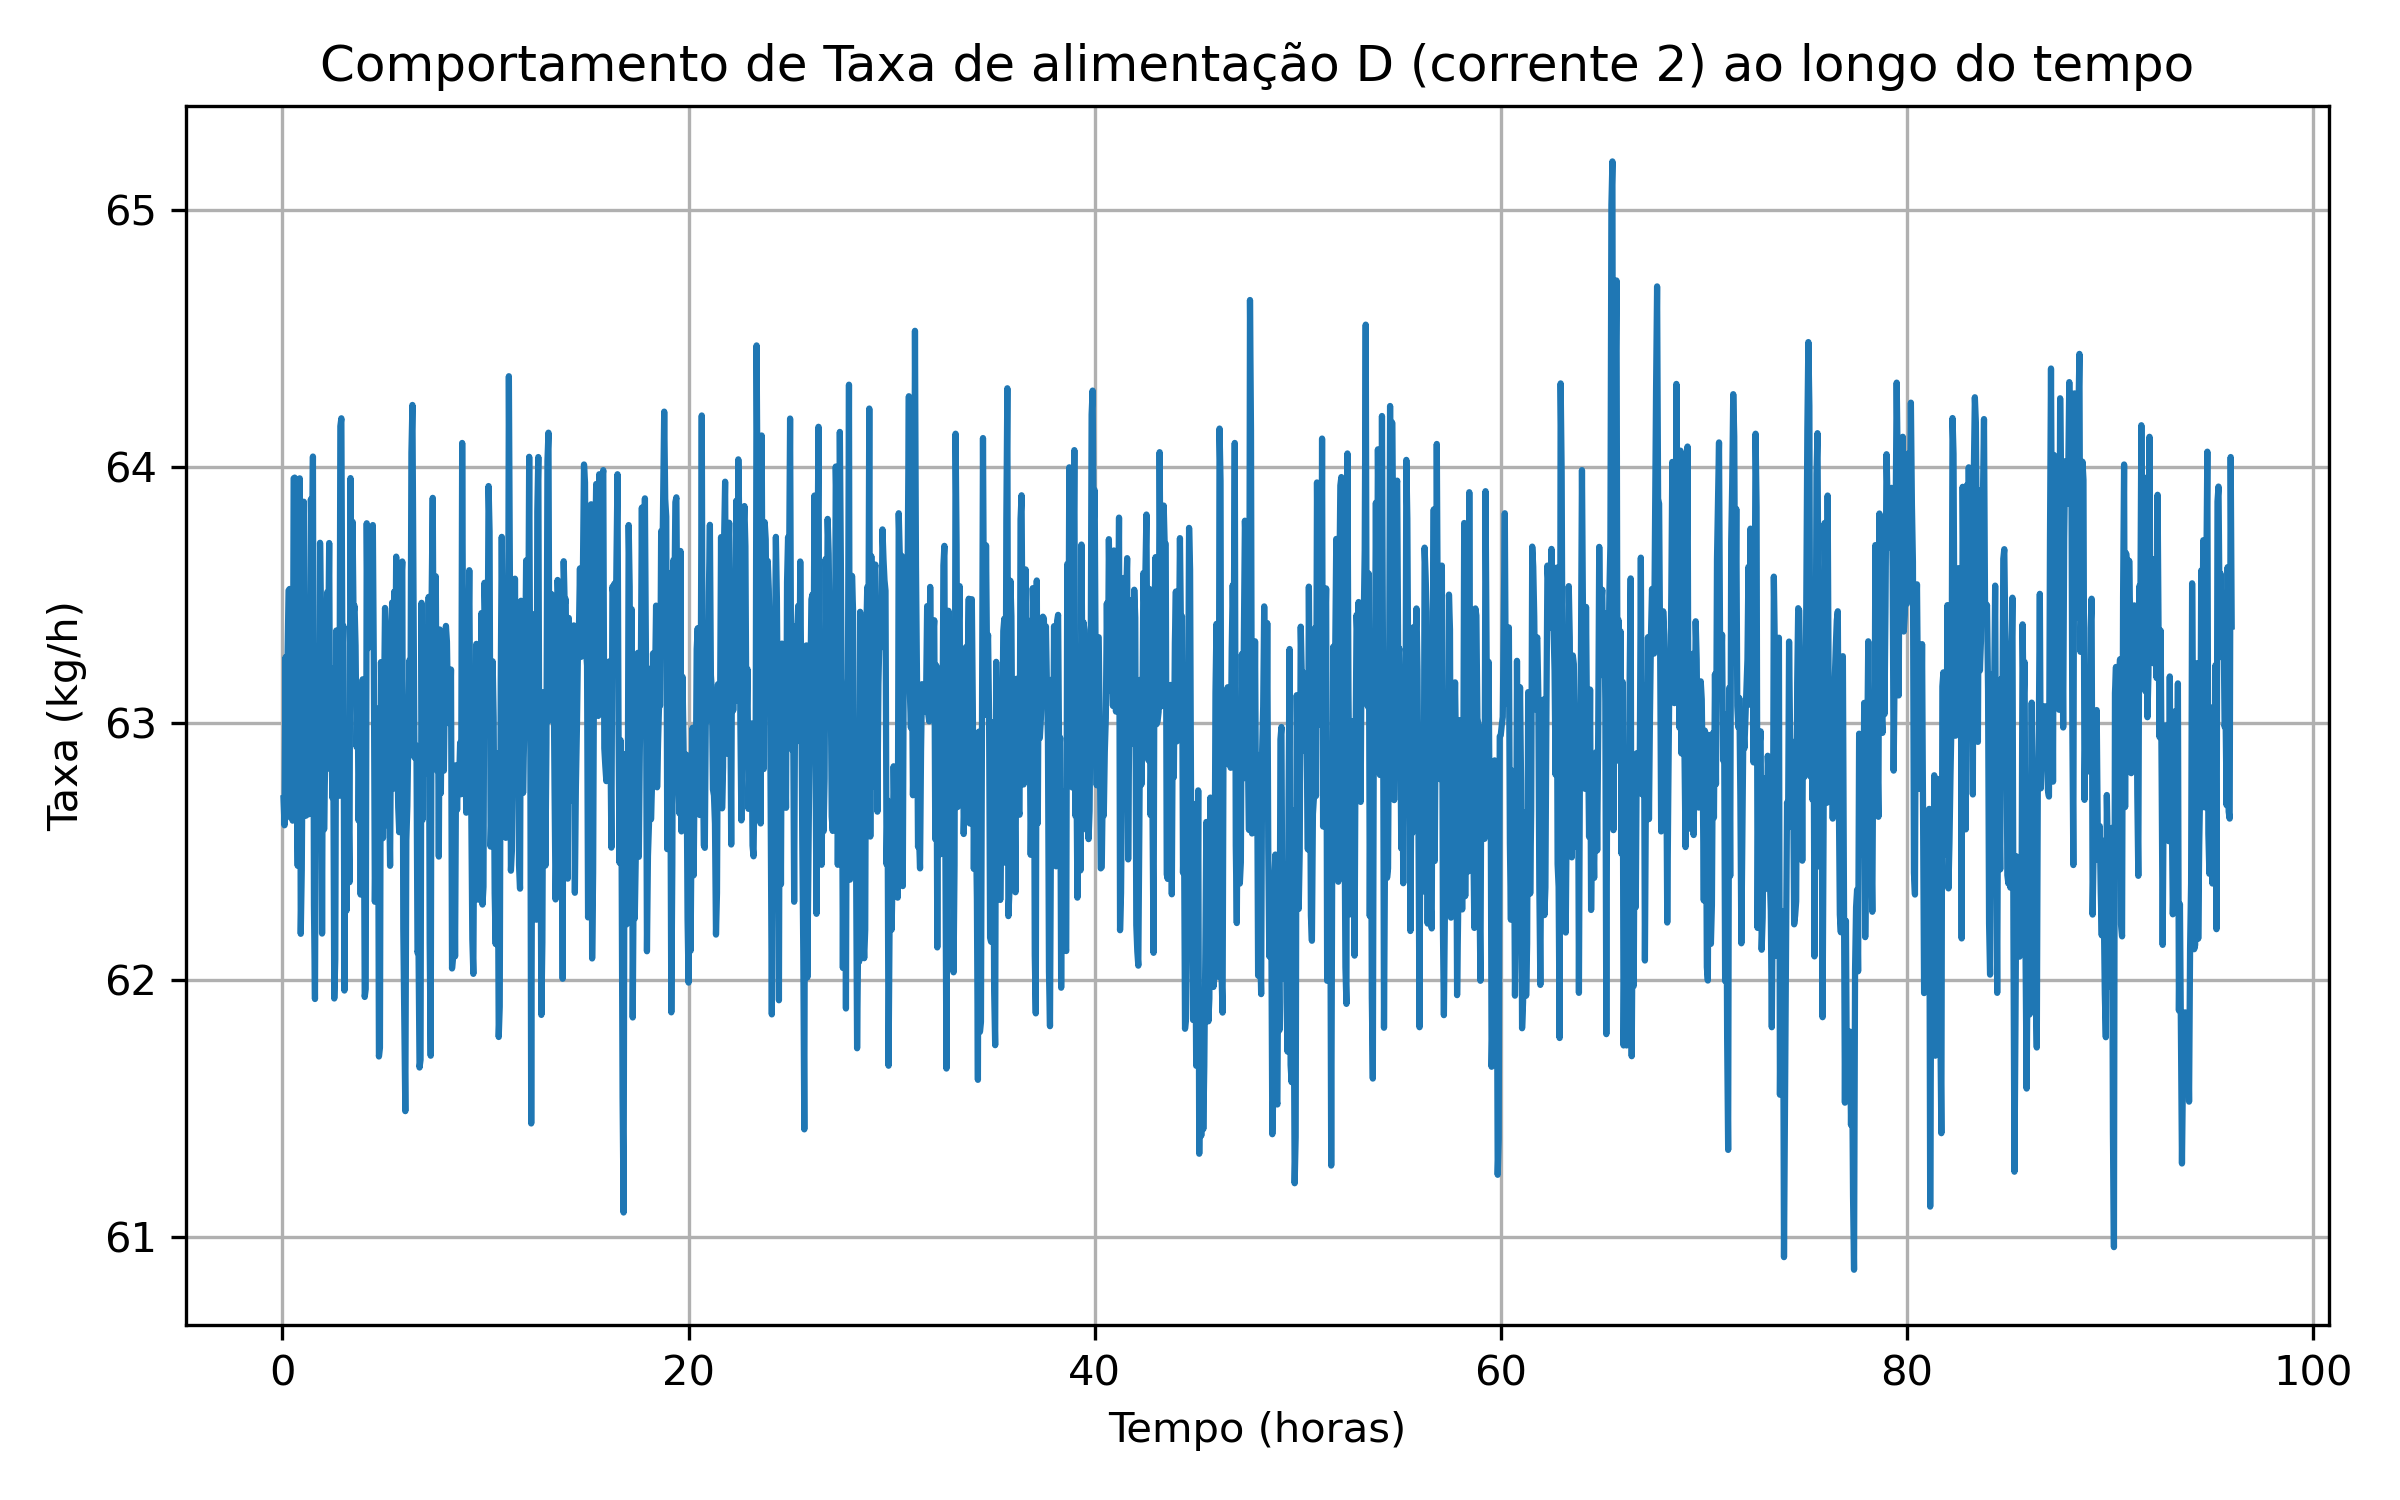 Comportamento de Taxa de alimentação D (corrente 2) ao longo do tempo
65
64
63
62
61
Taxa (kg/h)
0 20 40 60 80 100
Tempo (horas)